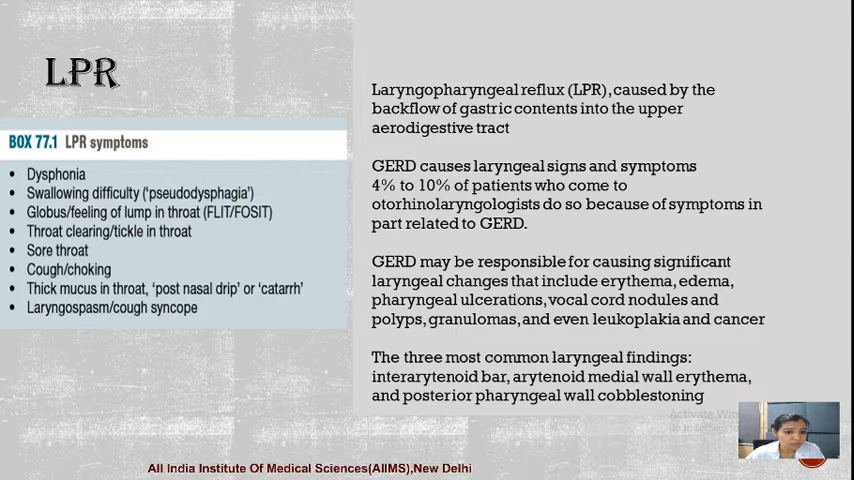 LPR
BOX 77.1 LPR symptoms
• Dysphonia
• Swallowing difficulty ('pseudodysphagia')
• Globus/feeling of lump in throat (FLIT/FOSIT)
• Throat clearing/tickle in throat
• Sore throat
• Cough/choking
• Thick mucus in throat, 'post nasal drip' or 'catarrh'
• Laryngospasm/cough syncope
Laryngopharyngeal reflux (LPR), caused by the
backflow of gastric contents into the upper
aerodigestive tract
GERD causes laryngeal signs and symptoms
4% to 10% of patients who come to
otorhinolaryngologists do so because of symptoms in
part related to GERD.
GERD may be responsible for causing significant
laryngeal changes that include erythema, edema,
pharyngeal ulcerations, vocal cord nodules and
polyps, granulomas, and even leukoplakia and cancer
The three most common laryngeal findings:
interarytenoid bar, arytenoid medial wall erythema,
and posterior pharyngeal wall cobblestoning
Activate
Go to
All India Institute Of Medical Sciences(AIIMS),New Delhi